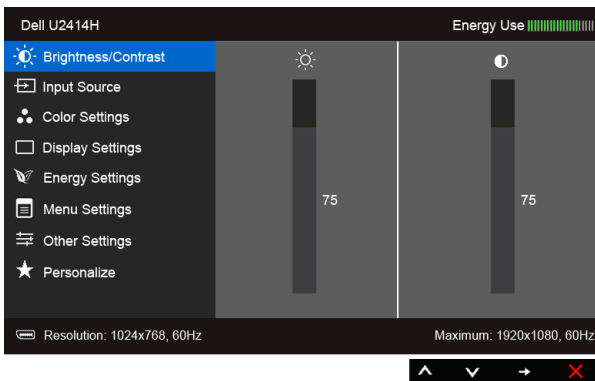 Dell U2414H Energy Use
Brightness/Contrast
Input Source
Color Settings
Display Settings
Energy Settings
75 75
Menu Settings
Other Settings
Personalize
Resolution: 1024x768, 60Hz Maximum: 1920x1080, 60Hz